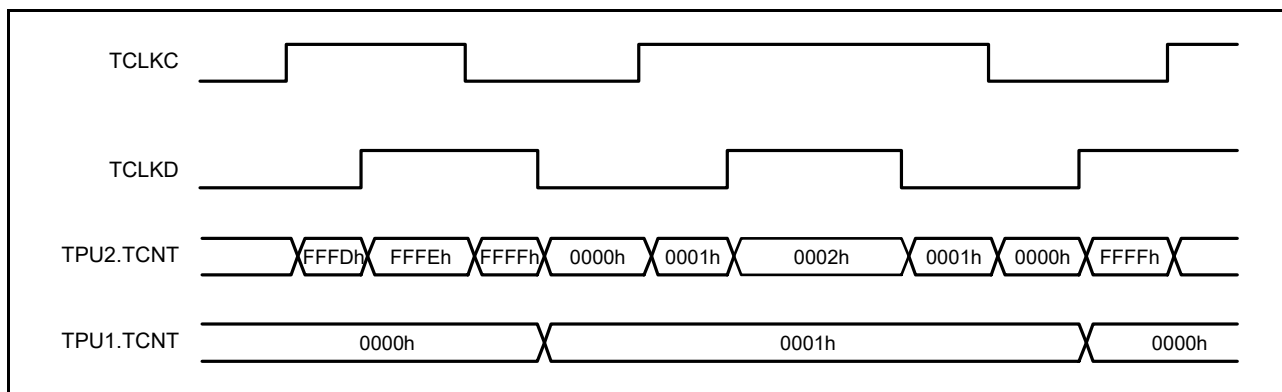 TCLKC
TCLKD
TPU2.TCNT FFFDh FFFEh FFFFh 0000h 0001h 0002h 0001h 0000h FFFFh
TPU1.TCNT 0000h 0001h 0000h